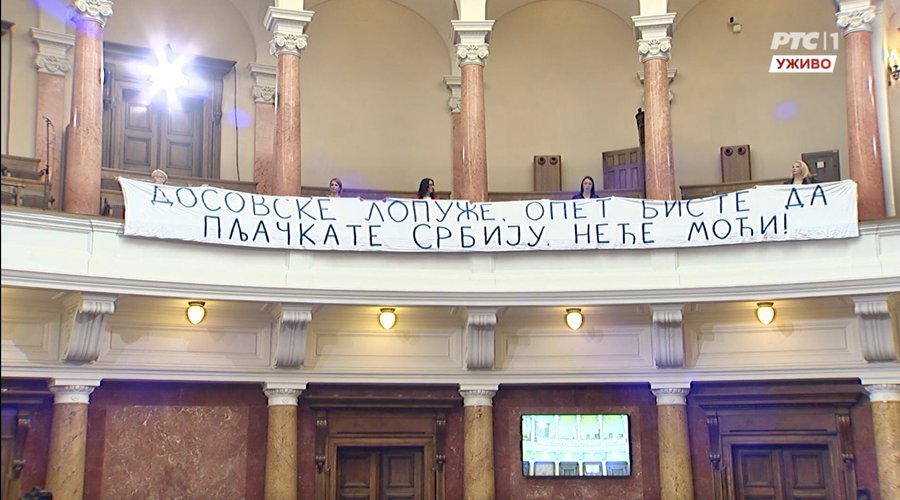 РТС 1
УЖИВО
ДОСОВСКЕ ЛОПУЖЕ, ОПЕТ БИСТЕ ДА
ПЉАЧКАТЕ СРБИЈУ. НЕЋЕ МОЋИ!